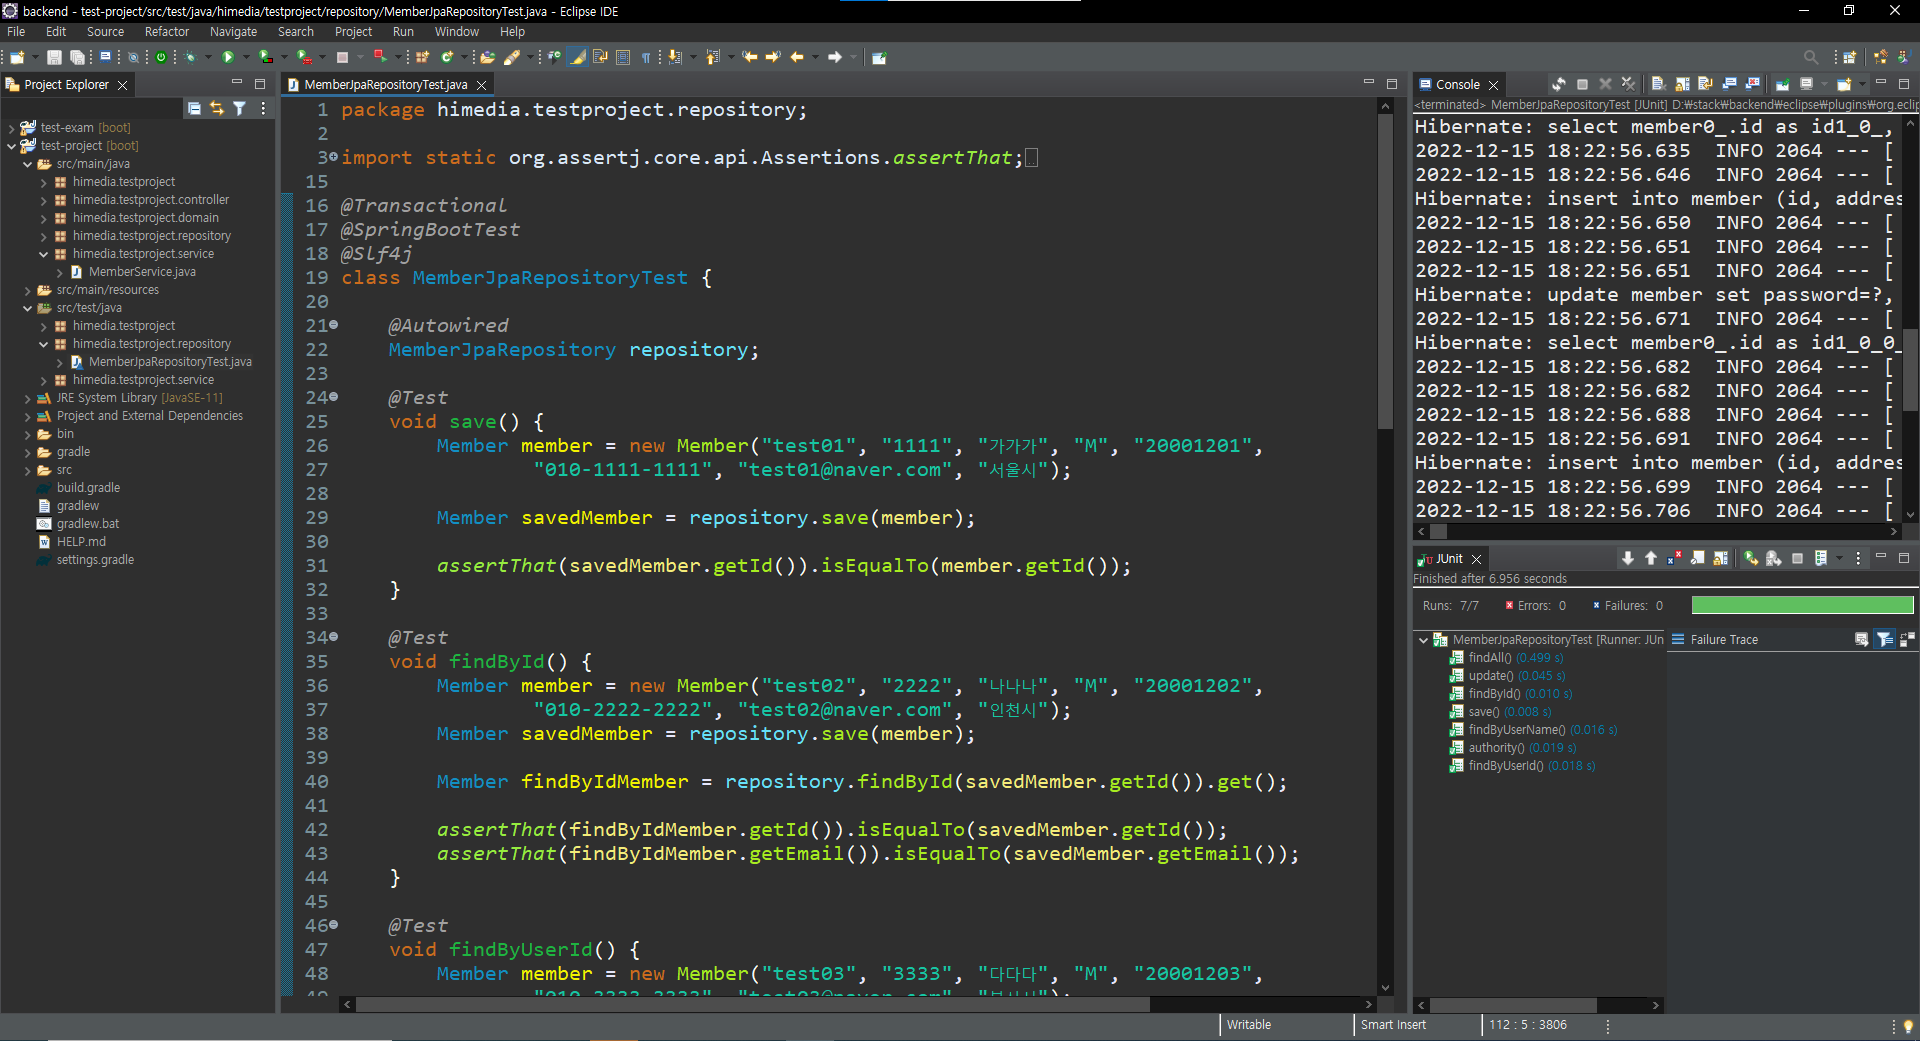 backend - test-project/src/test/java/himedia/testproject/repository/MemberJpaRepositoryTest.java - Eclipse IDE
File Edit Source Refactor Navigate Search Project Run Window Help
Project Explorer
test-exam [boot]
test-project [boot]
src/main/java
himedia.testproject
himedia.testproject.controller
himedia.testproject.domain
himedia.testproject.repository
himedia.testproject.service
MemberService.java
src/main/resources
src/test/java
himedia.testproject
himedia.testproject.repository
MemberJpaRepositoryTest.java
himedia.testproject.service
JRE System Library [JavaSE-11]
Project and External Dependencies
bin
gradle
src
build.gradle
gradlew
gradlew.bat
HELP.md
settings.gradle
MemberJpaRepositoryTest.java
1 package himedia.testproject.repository;
2
3 import static org.assertj.core.api.Assertions.assertThat;
15
16 @Transactional
17 @SpringBootTest
18 @Slf4j
19 class MemberJpaRepositoryTest {
20
21 @Autowired
22 MemberJpaRepository repository;
23
24 @Test
25 void save() {
26 Member member = new Member("test01", "1111", "가가가", "M", "20001201",
27 "010-1111-1111", "test01@naver.com", "서울시");
28
29 Member savedMember = repository.save(member);
30
31 assertThat(savedMember.getId()).isEqualTo(member.getId());
32 }
33
34 @Test
35 void findById() {
36 Member member = new Member("test02", "2222", "나나나", "M", "20001202",
37 "010-2222-2222", "test02@naver.com", "인천시");
38 Member savedMember = repository.save(member);
39
40 Member findByIdMember = repository.findById(savedMember.getId()).get();
41
42 assertThat(findByIdMember.getId()).isEqualTo(savedMember.getId());
43 assertThat(findByIdMember.getEmail()).isEqualTo(savedMember.getEmail());
44 }
45
46 @Test
47 void findByUserId() {
48 Member member = new Member("test03", "3333", "다다다", "M", "20001203",
Console
<terminated> MemberJpaRepositoryTest [JUnit] D:₩stack₩backend₩eclipse₩plugins₩org.eclip
Hibernate: select member0_.id as id1_0_,
2022-12-15 18:22:56.635 INFO 2064 --- [
2022-12-15 18:22:56.646 INFO 2064 --- [
Hibernate: insert into member (id, addres
2022-12-15 18:22:56.650 INFO 2064 --- [
2022-12-15 18:22:56.651 INFO 2064 --- [
2022-12-15 18:22:56.651 INFO 2064 --- [
Hibernate: update member set password=?,
2022-12-15 18:22:56.671 INFO 2064 --- [
Hibernate: select member0_.id as id1_0_0_
2022-12-15 18:22:56.682 INFO 2064 --- [
2022-12-15 18:22:56.682 INFO 2064 --- [
2022-12-15 18:22:56.688 INFO 2064 --- [
2022-12-15 18:22:56.691 INFO 2064 --- [
Hibernate: insert into member (id, addres
2022-12-15 18:22:56.699 INFO 2064 --- [
2022-12-15 18:22:56.706 INFO 2064 --- [
JUnit
Finished after 6.956 seconds
Runs: 7/7 Errors: 0 Failures: 0
MemberJpaRepositoryTest [Runner: JUn
findAll() (0.499 s)
update() (0.045 s)
findById() (0.010 s)
save() (0.008 s)
findByUserName() (0.016 s)
authority() (0.019 s)
findByUserId() (0.018 s)
Failure Trace
Writable Smart Insert 112 : 5 : 3806